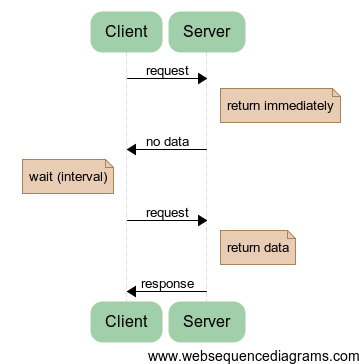 Client
Server
request
return immediately
no data
wait (interval)
request
return data
response
Client
Server
www.websequencediagrams.com